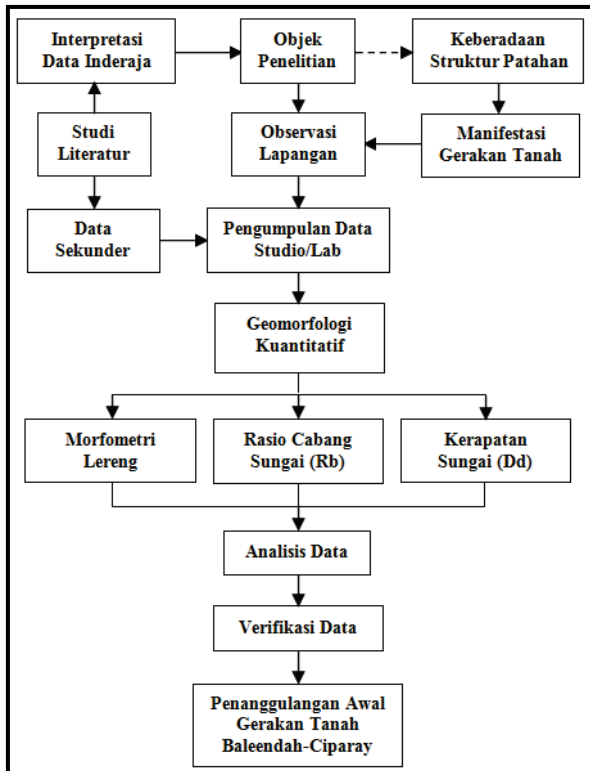 Interpretasi
Data Inderaja
Objek
Penelitian
Keberadaan
Struktur Patahan
Studi
Literatur
Observasi
Lapangan
Manifestasi
Gerakan Tanah
Data
Sekunder
Pengumpulan Data
Studio/Lab
Geomorfologi
Kuantitatif
Morfometri
Lereng
Rasio Cabang
Sungai (Rb)
Kerapatan
Sungai (Dd)
Analisis Data
Verifikasi Data
Penanggulangan Awal
Gerakan Tanah
Baleendah-Ciparay